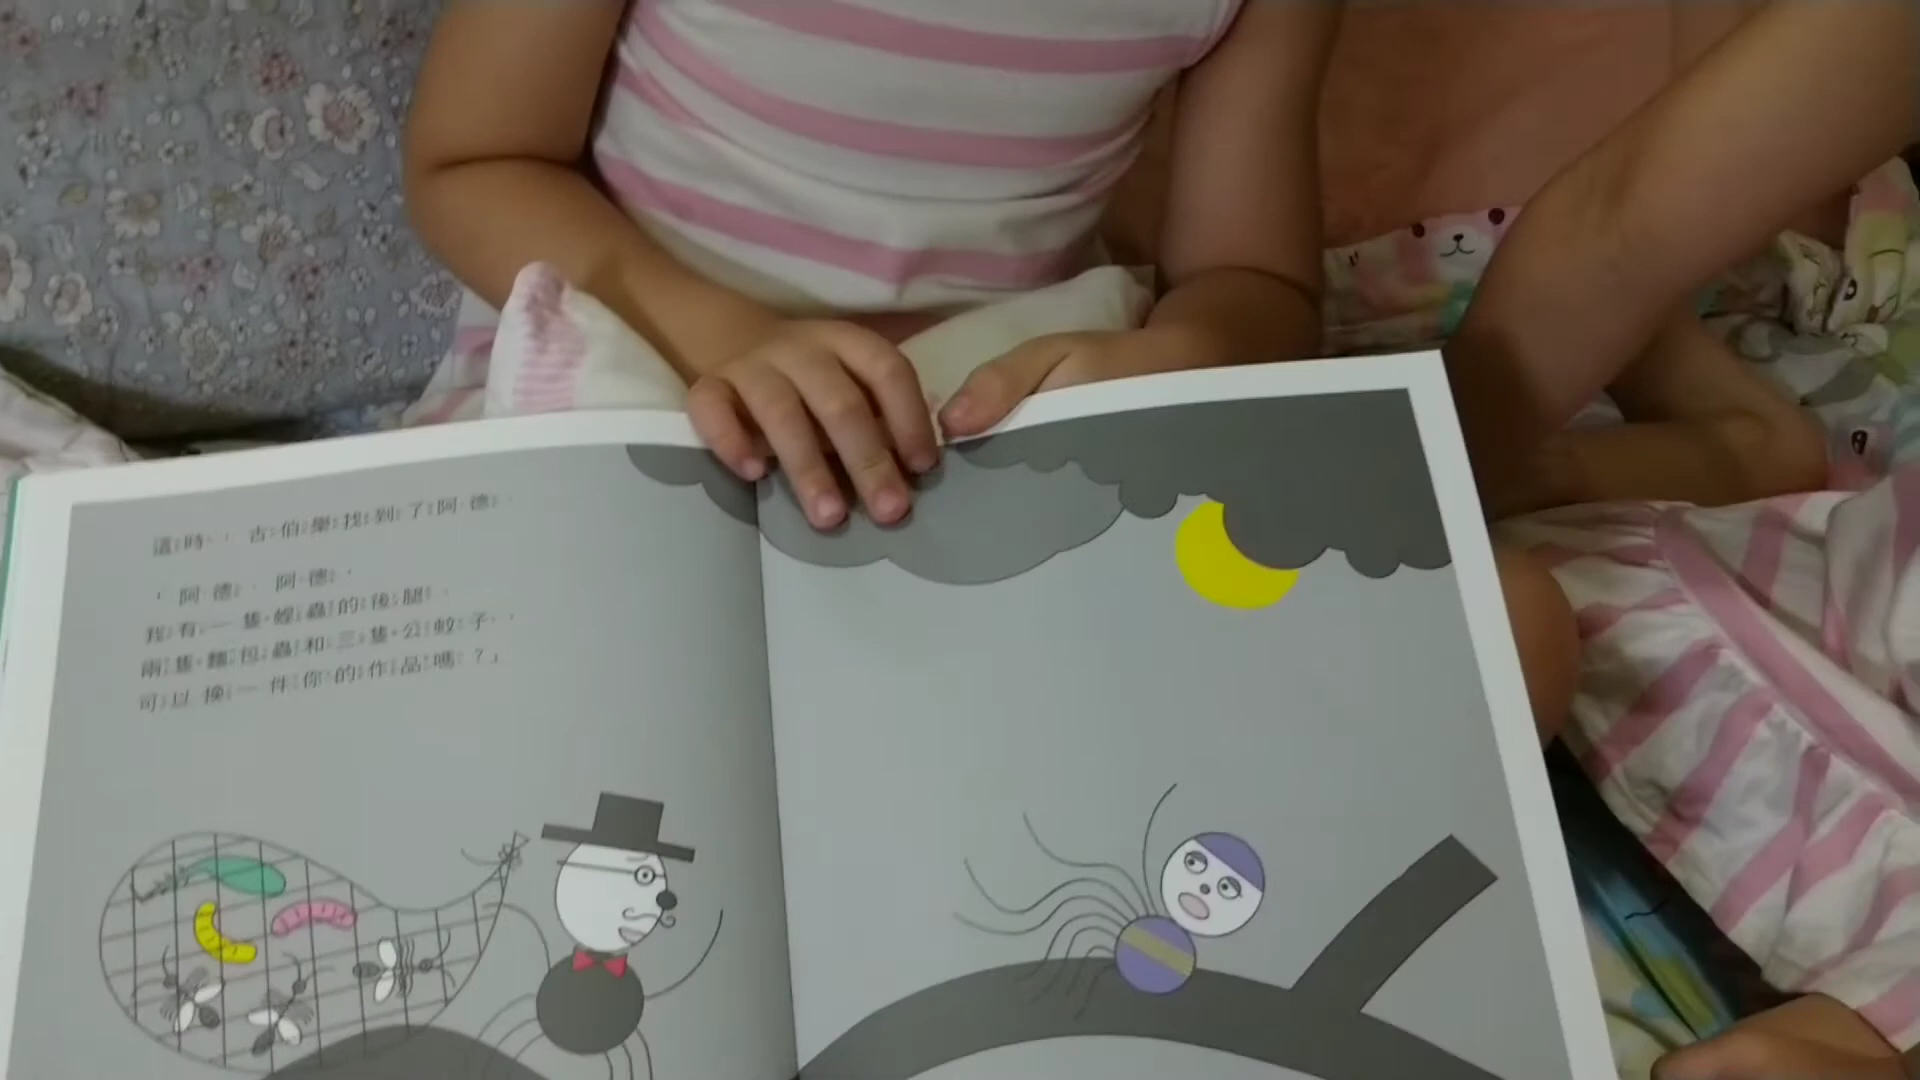 這時，古伯樂找到了阿德。
「阿德、阿德，
我有一隻蝗蟲的後腿、
兩隻麵包蟲和三隻公蚊子，
可以換一件你的作品嗎？」